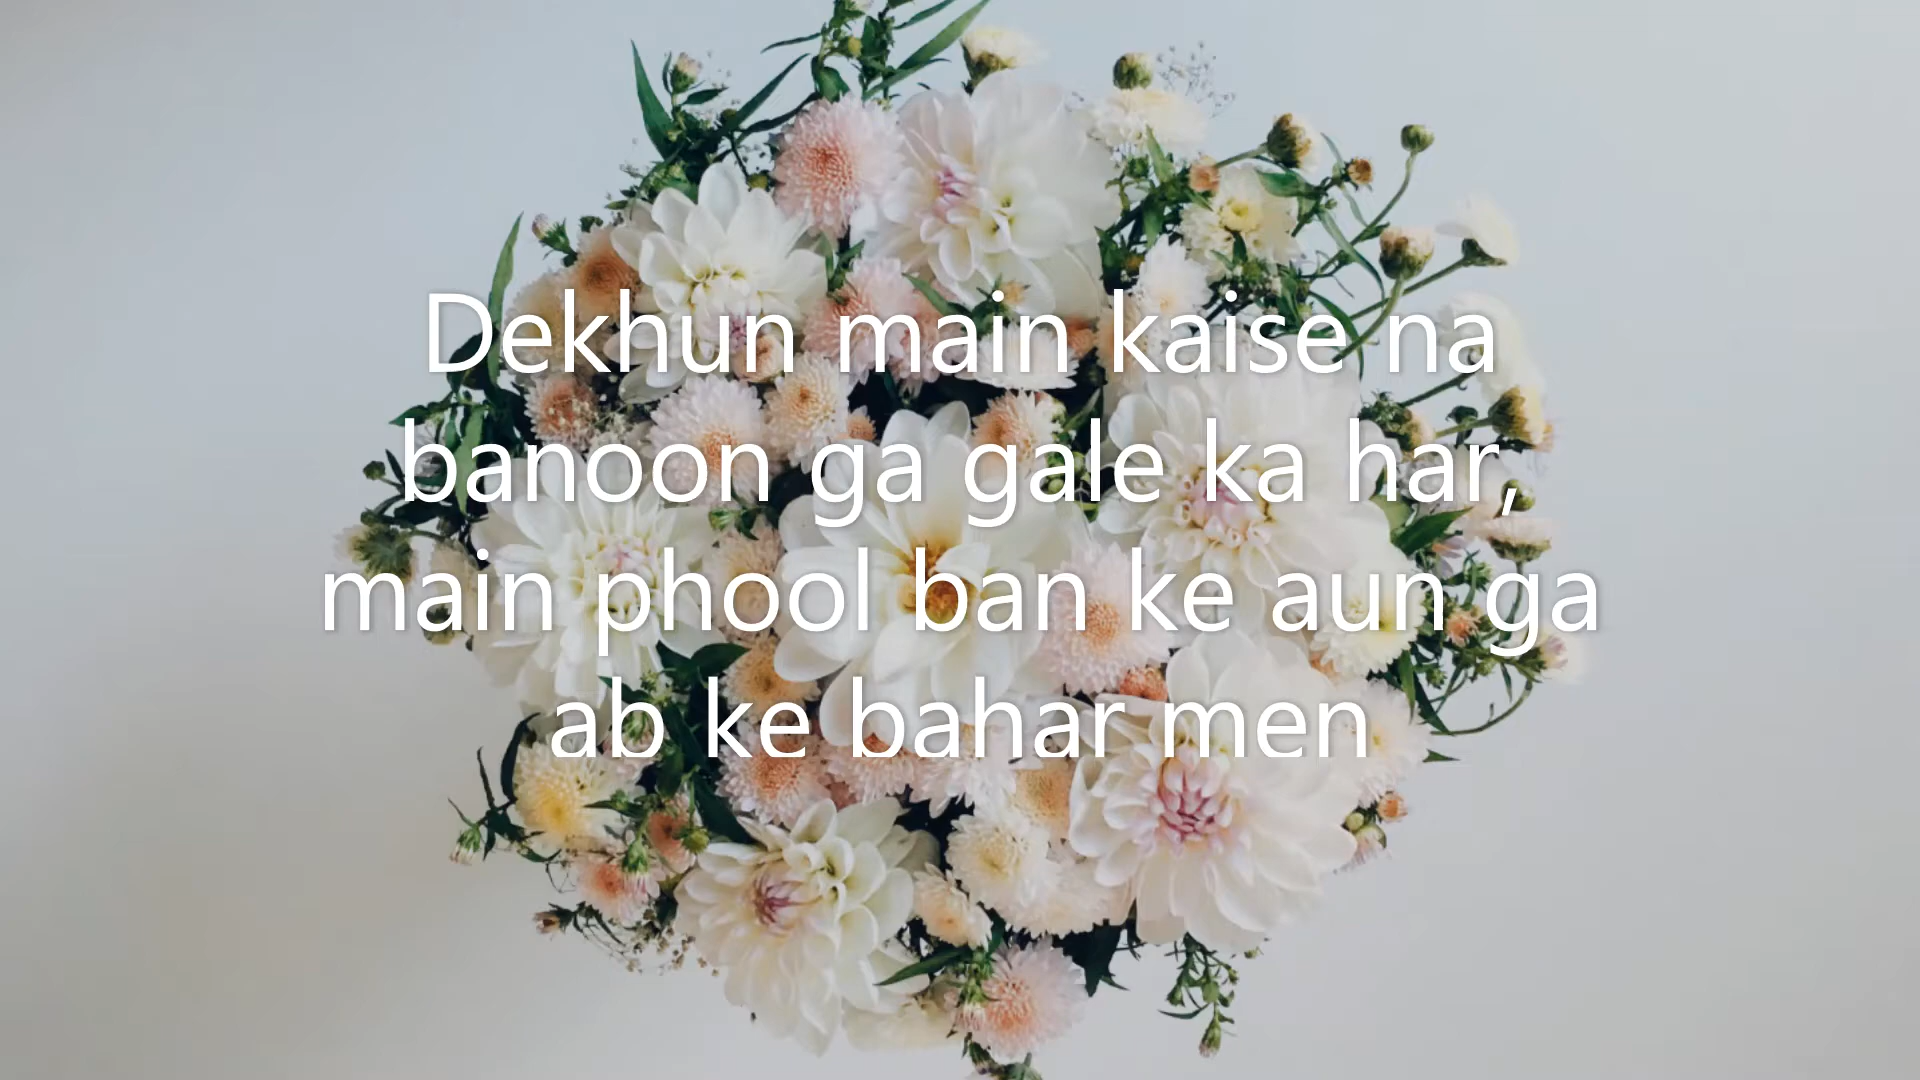 Dekhun main kaise na
banoon ga gale ka har,
main phool ban ke aun ga
ab ke bahar men